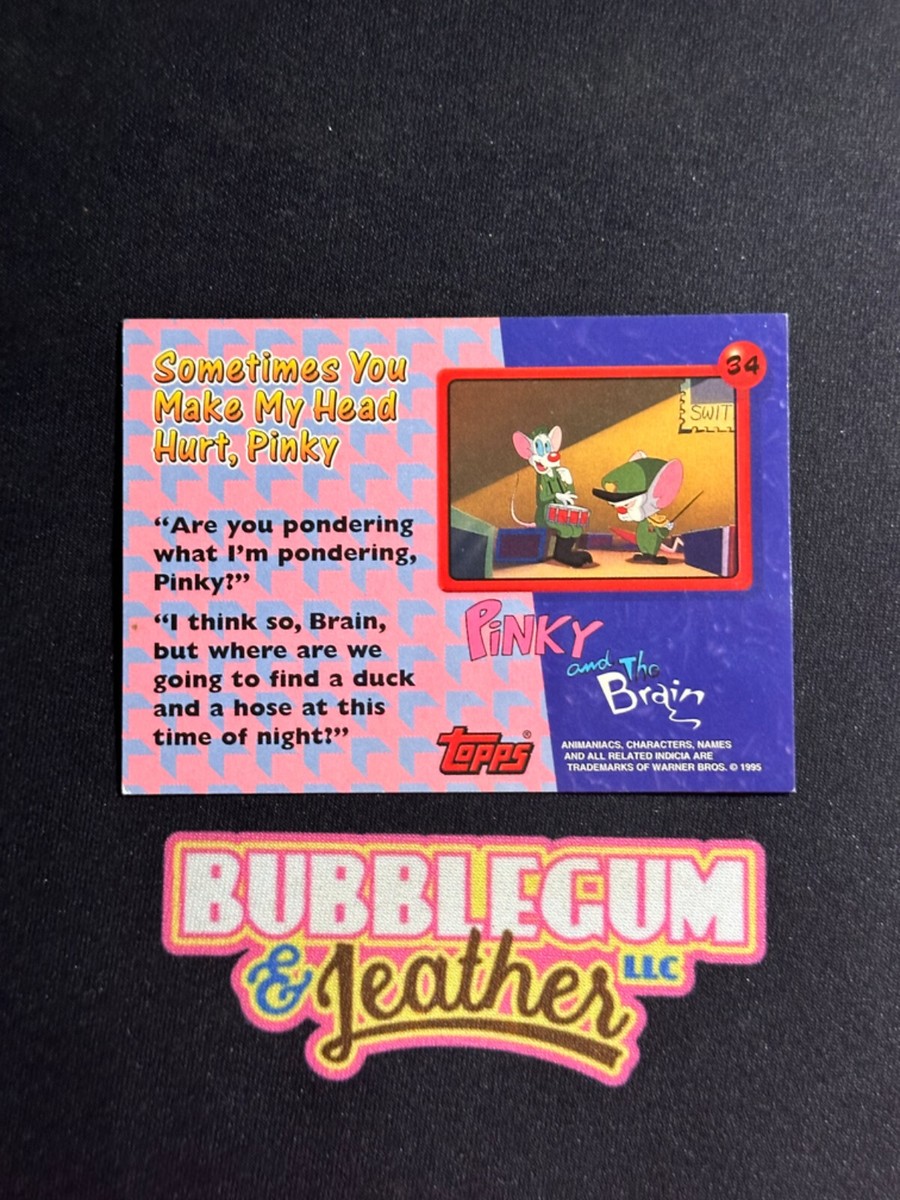 Sometimes You
Make My Head
Hurt, Pinky
“Are you pondering
what I’m pondering,
Pinky?”
“I think so, Brain,
but where are we
going to find a duck
and a hose at this
time of night?”
34
SWIT
PiNKY
and The
Brain
TOPPS®
ANIMANIACS, CHARACTERS, NAMES
AND ALL RELATED INDICIA ARE
TRADEMARKS OF WARNER BROS. © 1995
BUBBLEGUM
& Leather LLC